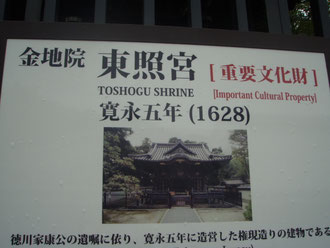 金地院 東照宮 [重要文化財]
TOSHOGU SHRINE [Important Cultural Property]
寛永五年 (1628)
徳川家康公の遺嘱に依り、寛永五年に造営した権現造りの建物である